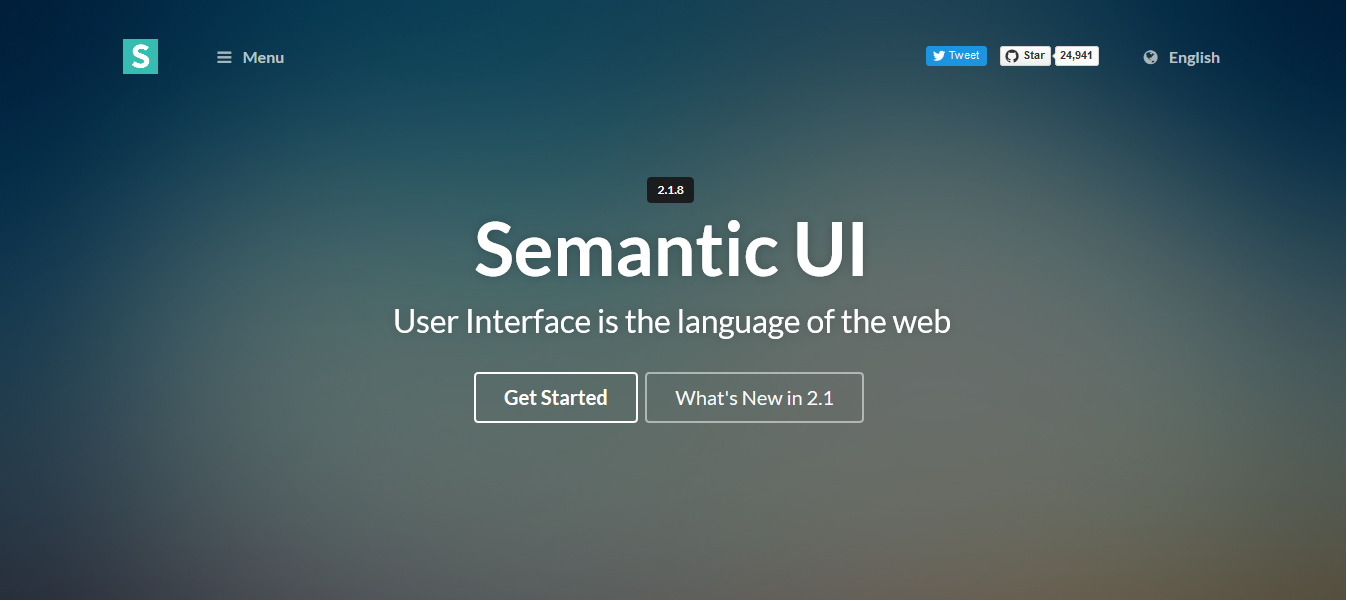 S Menu Tweet Star 24,941 English
2.1.8
Semantic UI
User Interface is the language of the web
Get Started What's New in 2.1